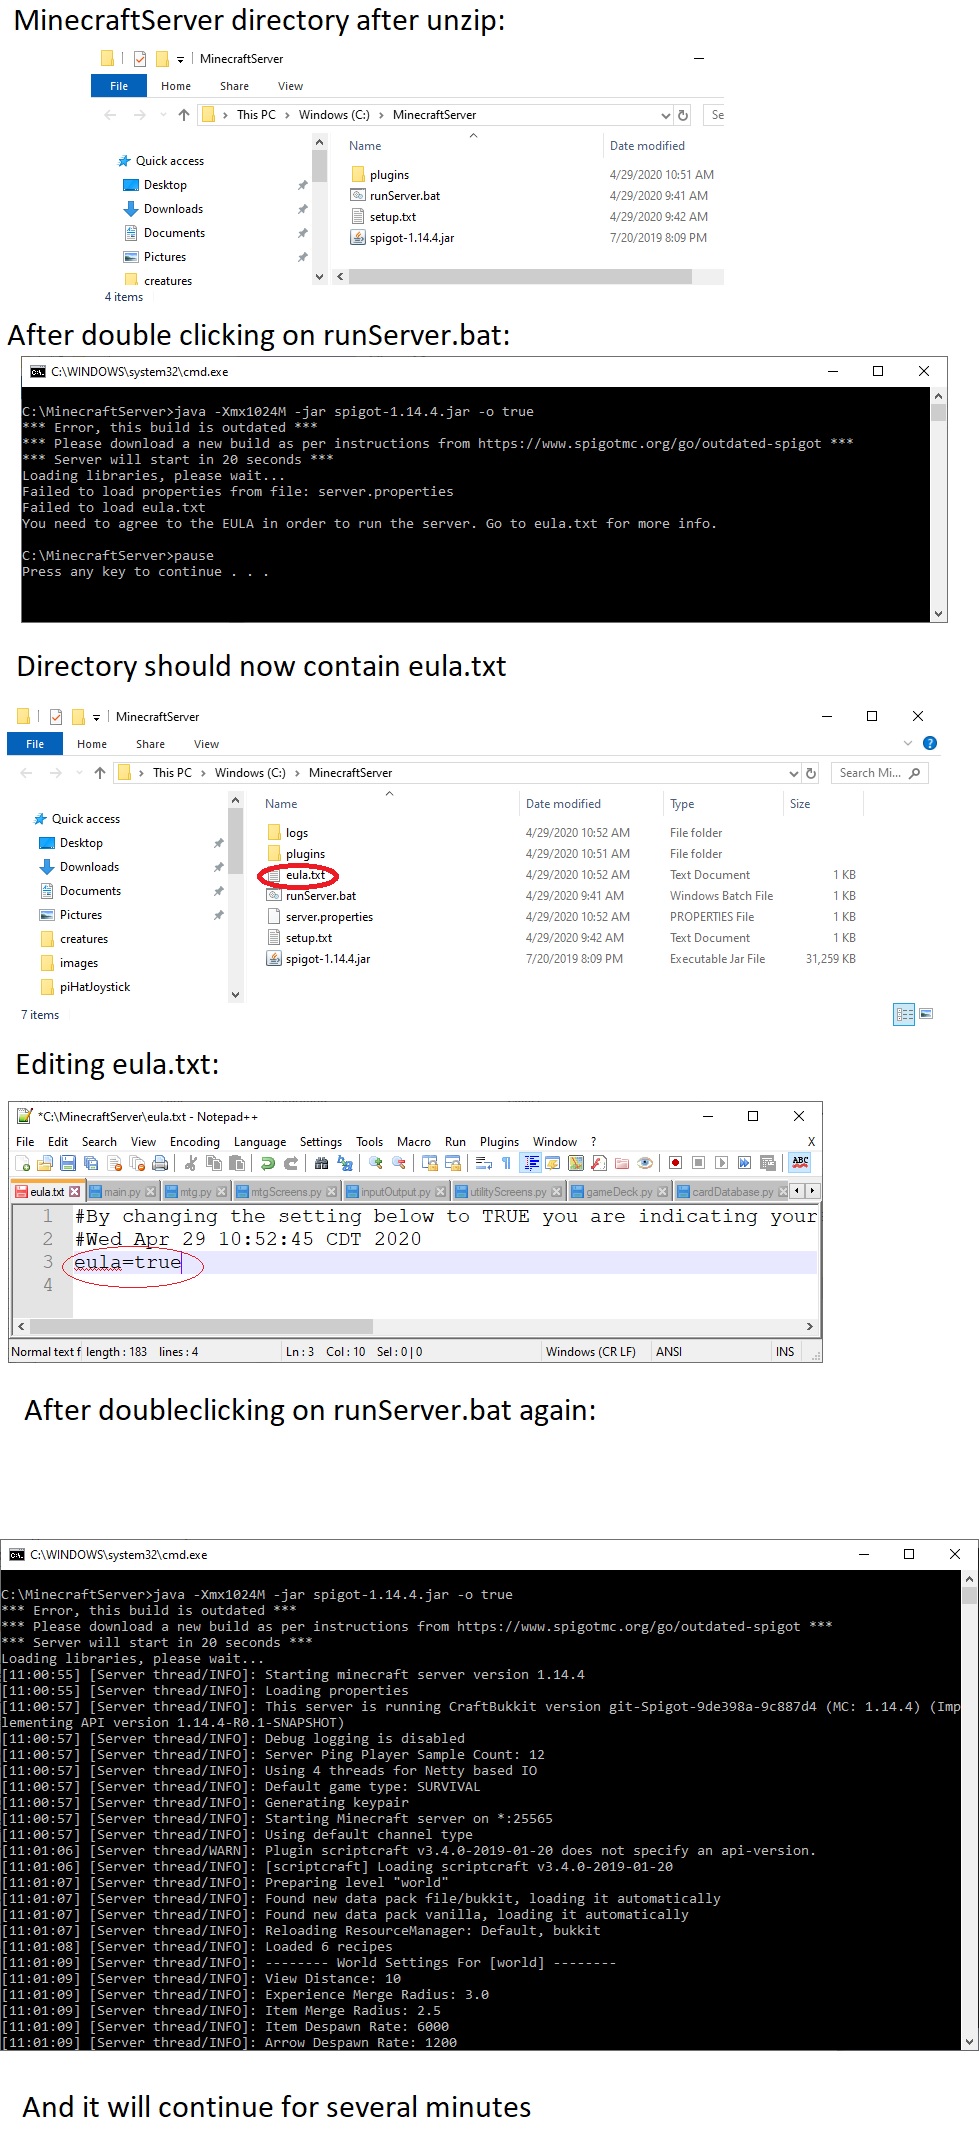 MinecraftServer directory after unzip:
MinecraftServer
File Home Share View
This PC Windows (C:) MinecraftServer Se
Name Date modified
Quick access
Desktop
Downloads
Documents
Pictures
creatures
plugins 4/29/2020 10:51 AM
runServer.bat 4/29/2020 9:41 AM
setup.txt 4/29/2020 9:42 AM
spigot-1.14.4.jar 7/20/2019 8:09 PM
4 items
After double clicking on runServer.bat:
C:\WINDOWS\system32\cmd.exe
C:\MinecraftServer>java -Xmx1024M -jar spigot-1.14.4.jar -o true
*** Error, this build is outdated ***
*** Please download a new build as per instructions from https://www.spigotmc.org/go/outdated-spigot ***
*** Server will start in 20 seconds ***
Loading libraries, please wait...
Failed to load properties from file: server.properties
Failed to load eula.txt
You need to agree to the EULA in order to run the server. Go to eula.txt for more info.
C:\MinecraftServer>pause
Press any key to continue . . .
Directory should now contain eula.txt
MinecraftServer
File Home Share View
This PC Windows (C:) MinecraftServer Search Mi...
Name Date modified Type Size
Quick access
Desktop
Downloads
Documents
Pictures
creatures
images
piHatJoystick
logs 4/29/2020 10:52 AM File folder
plugins 4/29/2020 10:51 AM File folder
eula.txt 4/29/2020 10:52 AM Text Document 1 KB
runServer.bat 4/29/2020 9:41 AM Windows Batch File 1 KB
server.properties 4/29/2020 10:52 AM PROPERTIES File 1 KB
setup.txt 4/29/2020 9:42 AM Text Document 1 KB
spigot-1.14.4.jar 7/20/2019 8:09 PM Executable Jar File 31,259 KB
7 items
Editing eula.txt:
*C:\MinecraftServer\eula.txt - Notepad++
File Edit Search View Encoding Language Settings Tools Macro Run Plugins Window ? X
ABC
eula.txt main.py mtg.py mtgScreens.py inputOutput.py utilityScreens.py gameDeck.py cardDatabase.py
1 #By changing the setting below to TRUE you are indicating your
2 #Wed Apr 29 10:52:45 CDT 2020
3 eula=true
4
Normal text f length : 183 lines : 4 Ln : 3 Col : 10 Sel : 0 | 0 Windows (CR LF) ANSI INS
After doubleclicking on runServer.bat again:
C:\WINDOWS\system32\cmd.exe
C:\MinecraftServer>java -Xmx1024M -jar spigot-1.14.4.jar -o true
*** Error, this build is outdated ***
*** Please download a new build as per instructions from https://www.spigotmc.org/go/outdated-spigot ***
*** Server will start in 20 seconds ***
Loading libraries, please wait...
[11:00:55] [Server thread/INFO]: Starting minecraft server version 1.14.4
[11:00:55] [Server thread/INFO]: Loading properties
[11:00:57] [Server thread/INFO]: This server is running CraftBukkit version git-Spigot-9de398a-9c887d4 (MC: 1.14.4) (Imp
lementing API version 1.14.4-R0.1-SNAPSHOT)
[11:00:57] [Server thread/INFO]: Debug logging is disabled
[11:00:57] [Server thread/INFO]: Server Ping Player Sample Count: 12
[11:00:57] [Server thread/INFO]: Using 4 threads for Netty based IO
[11:00:57] [Server thread/INFO]: Default game type: SURVIVAL
[11:00:57] [Server thread/INFO]: Generating keypair
[11:00:57] [Server thread/INFO]: Starting Minecraft server on *:25565
[11:00:57] [Server thread/INFO]: Using default channel type
[11:01:06] [Server thread/WARN]: Plugin scriptcraft v3.4.0-2019-01-20 does not specify an api-version.
[11:01:06] [Server thread/INFO]: [scriptcraft] Loading scriptcraft v3.4.0-2019-01-20
[11:01:07] [Server thread/INFO]: Preparing level "world"
[11:01:07] [Server thread/INFO]: Found new data pack file/bukkit, loading it automatically
[11:01:07] [Server thread/INFO]: Found new data pack vanilla, loading it automatically
[11:01:07] [Server thread/INFO]: Reloading ResourceManager: Default, bukkit
[11:01:08] [Server thread/INFO]: Loaded 6 recipes
[11:01:09] [Server thread/INFO]: -------- World Settings For [world] --------
[11:01:09] [Server thread/INFO]: View Distance: 10
[11:01:09] [Server thread/INFO]: Experience Merge Radius: 3.0
[11:01:09] [Server thread/INFO]: Item Merge Radius: 2.5
[11:01:09] [Server thread/INFO]: Item Despawn Rate: 6000
[11:01:09] [Server thread/INFO]: Arrow Despawn Rate: 1200
And it will continue for several minutes